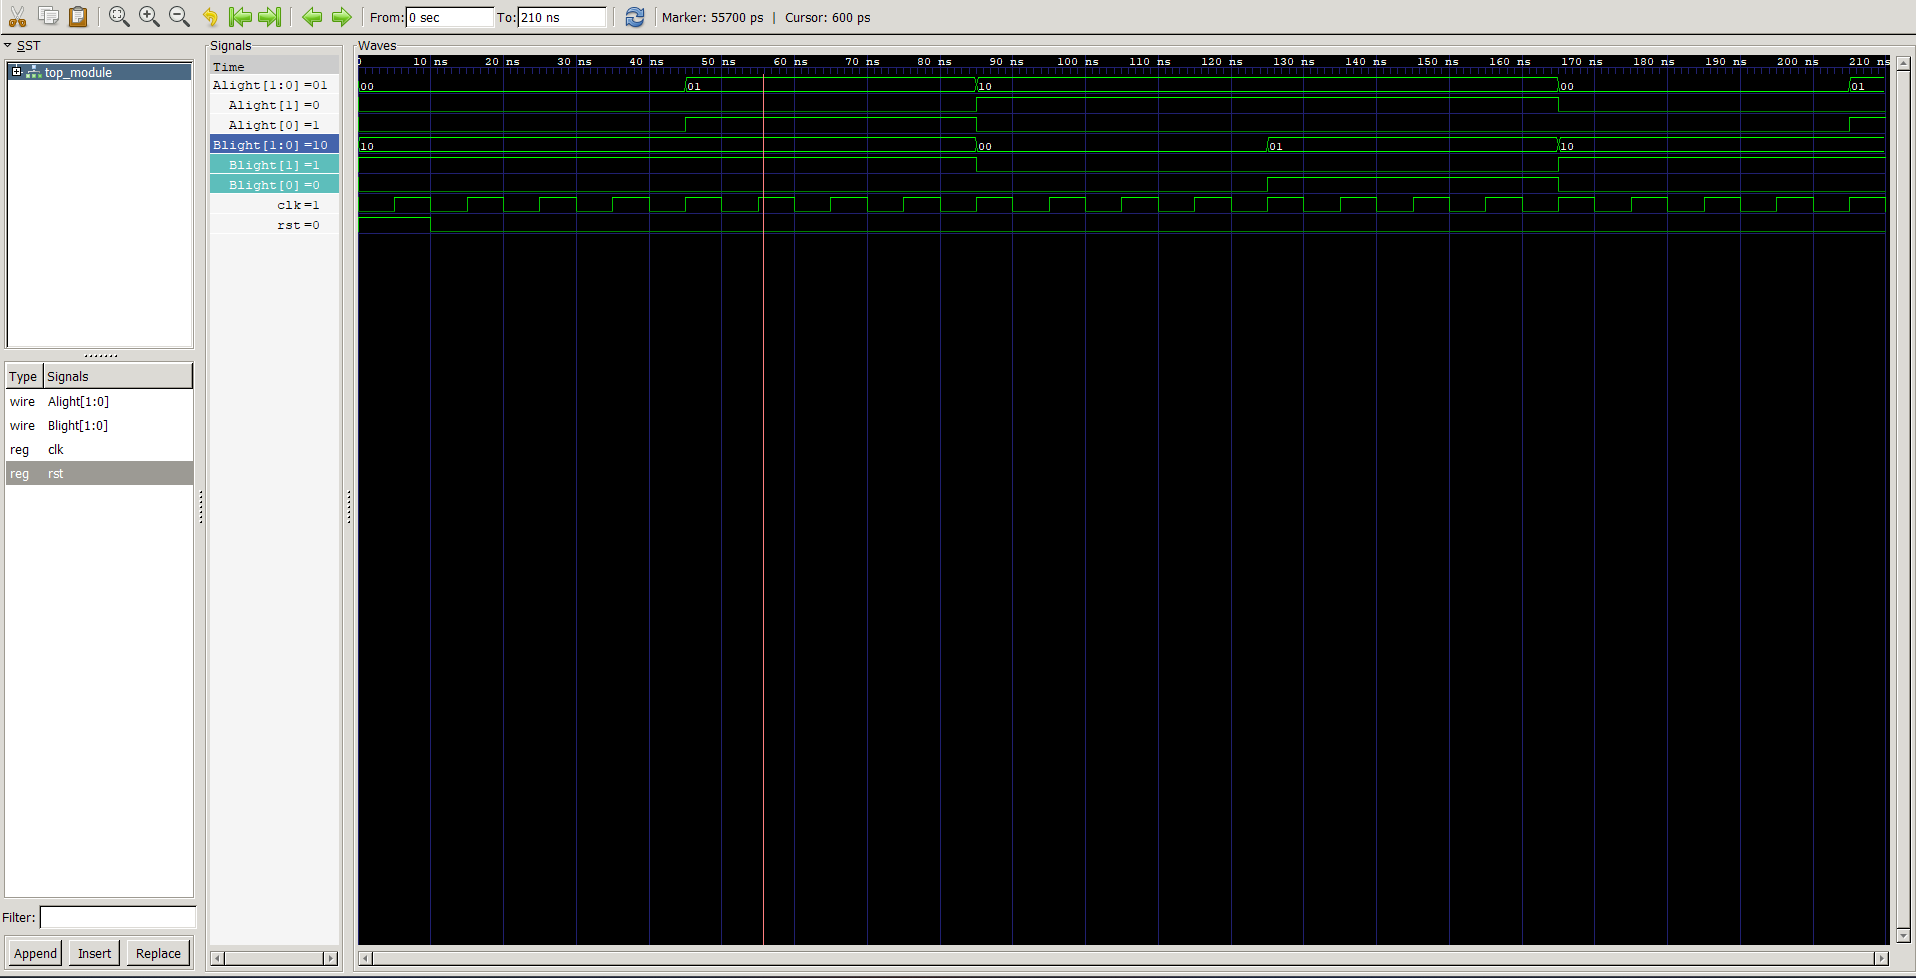 From: 0 sec To: 210 ns Marker: 55700 ps | Cursor: 600 ps
SST
top_module
Type Signals
wire Alight[1:0]
wire Blight[1:0]
reg clk
reg rst
Filter:
Append Insert Replace
Signals
Time
Alight[1:0] =01
Alight[1] =0
Alight[0] =1
Blight[1:0] =10
Blight[1] =1
Blight[0] =0
clk =1
rst =0
Waves
0 10 ns 20 ns 30 ns 40 ns 50 ns 60 ns 70 ns 80 ns 90 ns 100 ns 110 ns 120 ns 130 ns 140 ns 150 ns 160 ns 170 ns 180 ns 190 ns 200 ns 210 ns
00 01 10 00 01
10 00 01 10